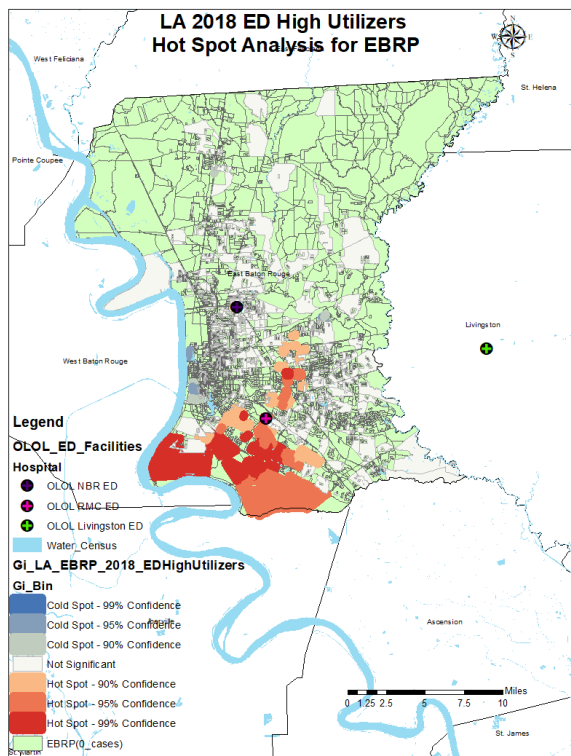 LA 2018 ED High Utilizers
Hot Spot Analysis for EBRP
N
W
E
S
West Feliciana
St. Helena
Pointe Coupee
East Baton Rouge
Livingston
West Baton Rouge
Legend
OLOL_ED_Facilities
Hospital
OLOL NBR ED
OLOL RMC ED
OLOL Livingston ED
Water_Census
Gi_LA_EBRP_2018_EDHighUtilizers
Gi_Bin
Cold Spot - 99% Confidence
Cold Spot - 95% Confidence
Cold Spot - 90% Confidence
Not Significant
Hot Spot - 90% Confidence
Hot Spot - 95% Confidence
Hot Spot - 99% Confidence
EBRP(0_cases)
Ascension
Miles
0 1.25 2.5 5 7.5 10
St. James
St. Martin